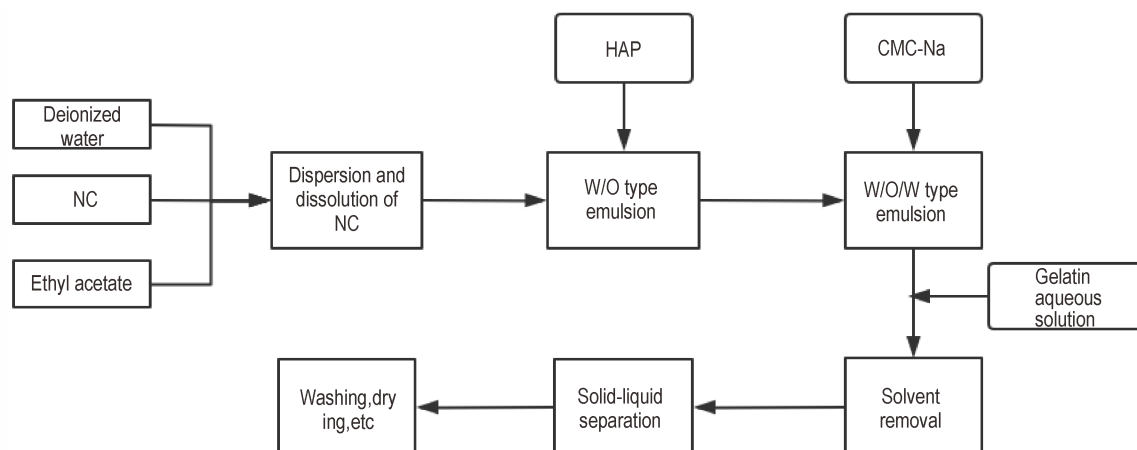 HAP
CMC-Na
Deionized
water
NC
Ethyl acetate
Dispersion and
dissolution of
NC
W/O type
emulsion
W/O/W type
emulsion
Gelatin
aqueous
solution
Washing,dry
ing,etc
Solid-liquid
separation
Solvent
removal